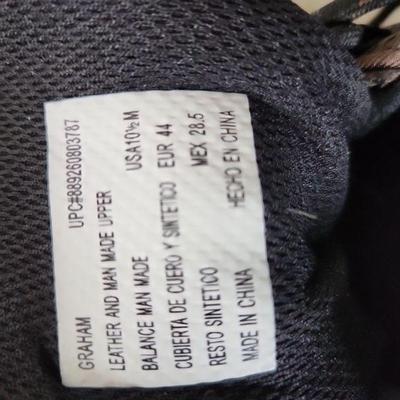 GRAHAM UPC#889260803787
LEATHER AND MAN MADE UPPER
BALANCE MAN MADE USA10½M
CUBIERTA DE CUERO Y SINTETICO EUR 44
RESTO SINTETICO MEX 28.5
MADE IN CHINA HECHO EN CHINA